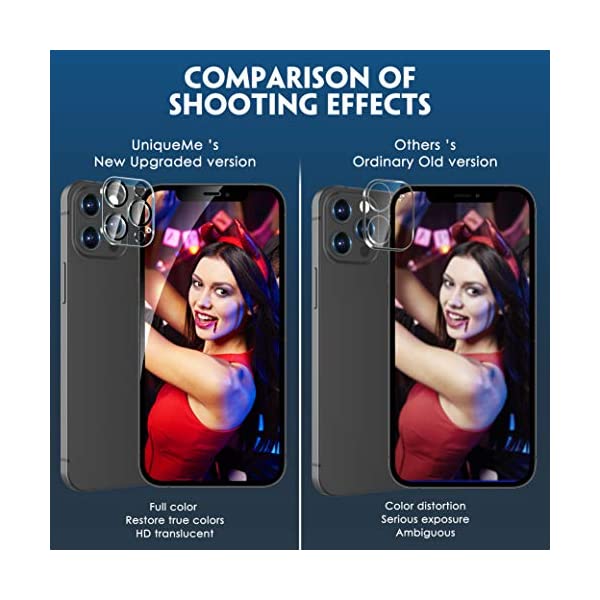 COMPARISON OF
SHOOTING EFFECTS
UniqueMe 's
New Upgraded version
Others 's
Ordinary Old version
Full color
Restore true colors
HD translucent
Color distortion
Serious exposure
Ambiguous